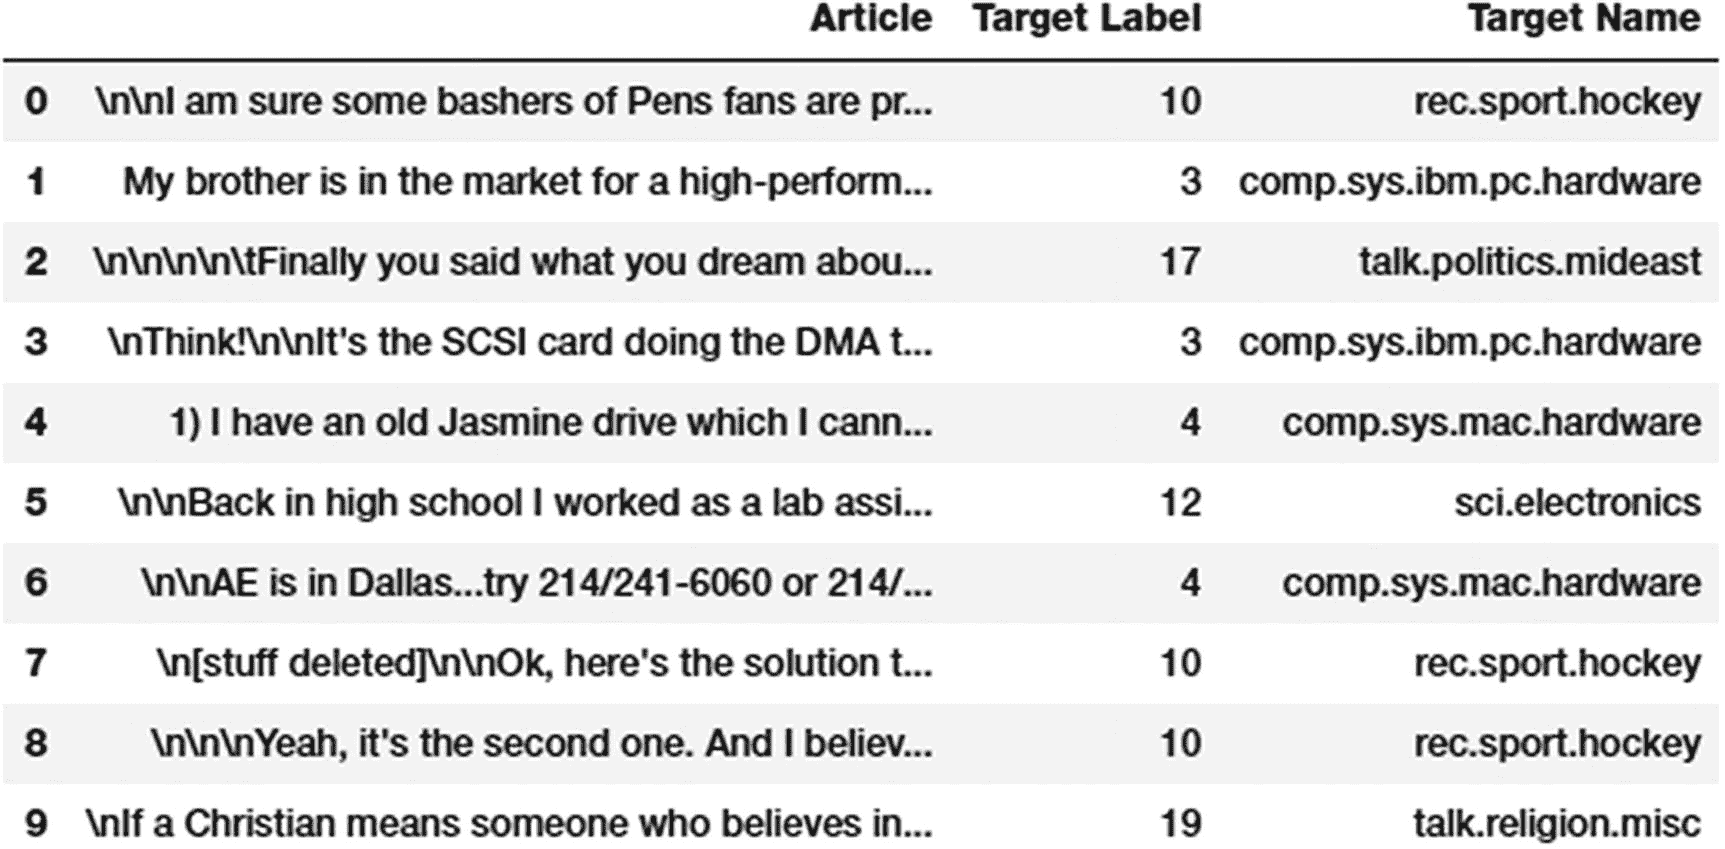 Article Target Label Target Name
0 \n\nI am sure some bashers of Pens fans are pr... 10 rec.sport.hockey
1 My brother is in the market for a high-perform... 3 comp.sys.ibm.pc.hardware
2 \n\n\n\n\tFinally you said what you dream abou... 17 talk.politics.mideast
3 \nThink!\n\nIt's the SCSI card doing the DMA t... 3 comp.sys.ibm.pc.hardware
4 1) I have an old Jasmine drive which I cann... 4 comp.sys.mac.hardware
5 \n\nBack in high school I worked as a lab assi... 12 sci.electronics
6 \n\nAE is in Dallas...try 214/241-6060 or 214/... 4 comp.sys.mac.hardware
7 \n[stuff deleted]\n\nOk, here's the solution t... 10 rec.sport.hockey
8 \n\n\nYeah, it's the second one. And I believ... 10 rec.sport.hockey
9 \nIf a Christian means someone who believes in... 19 talk.religion.misc